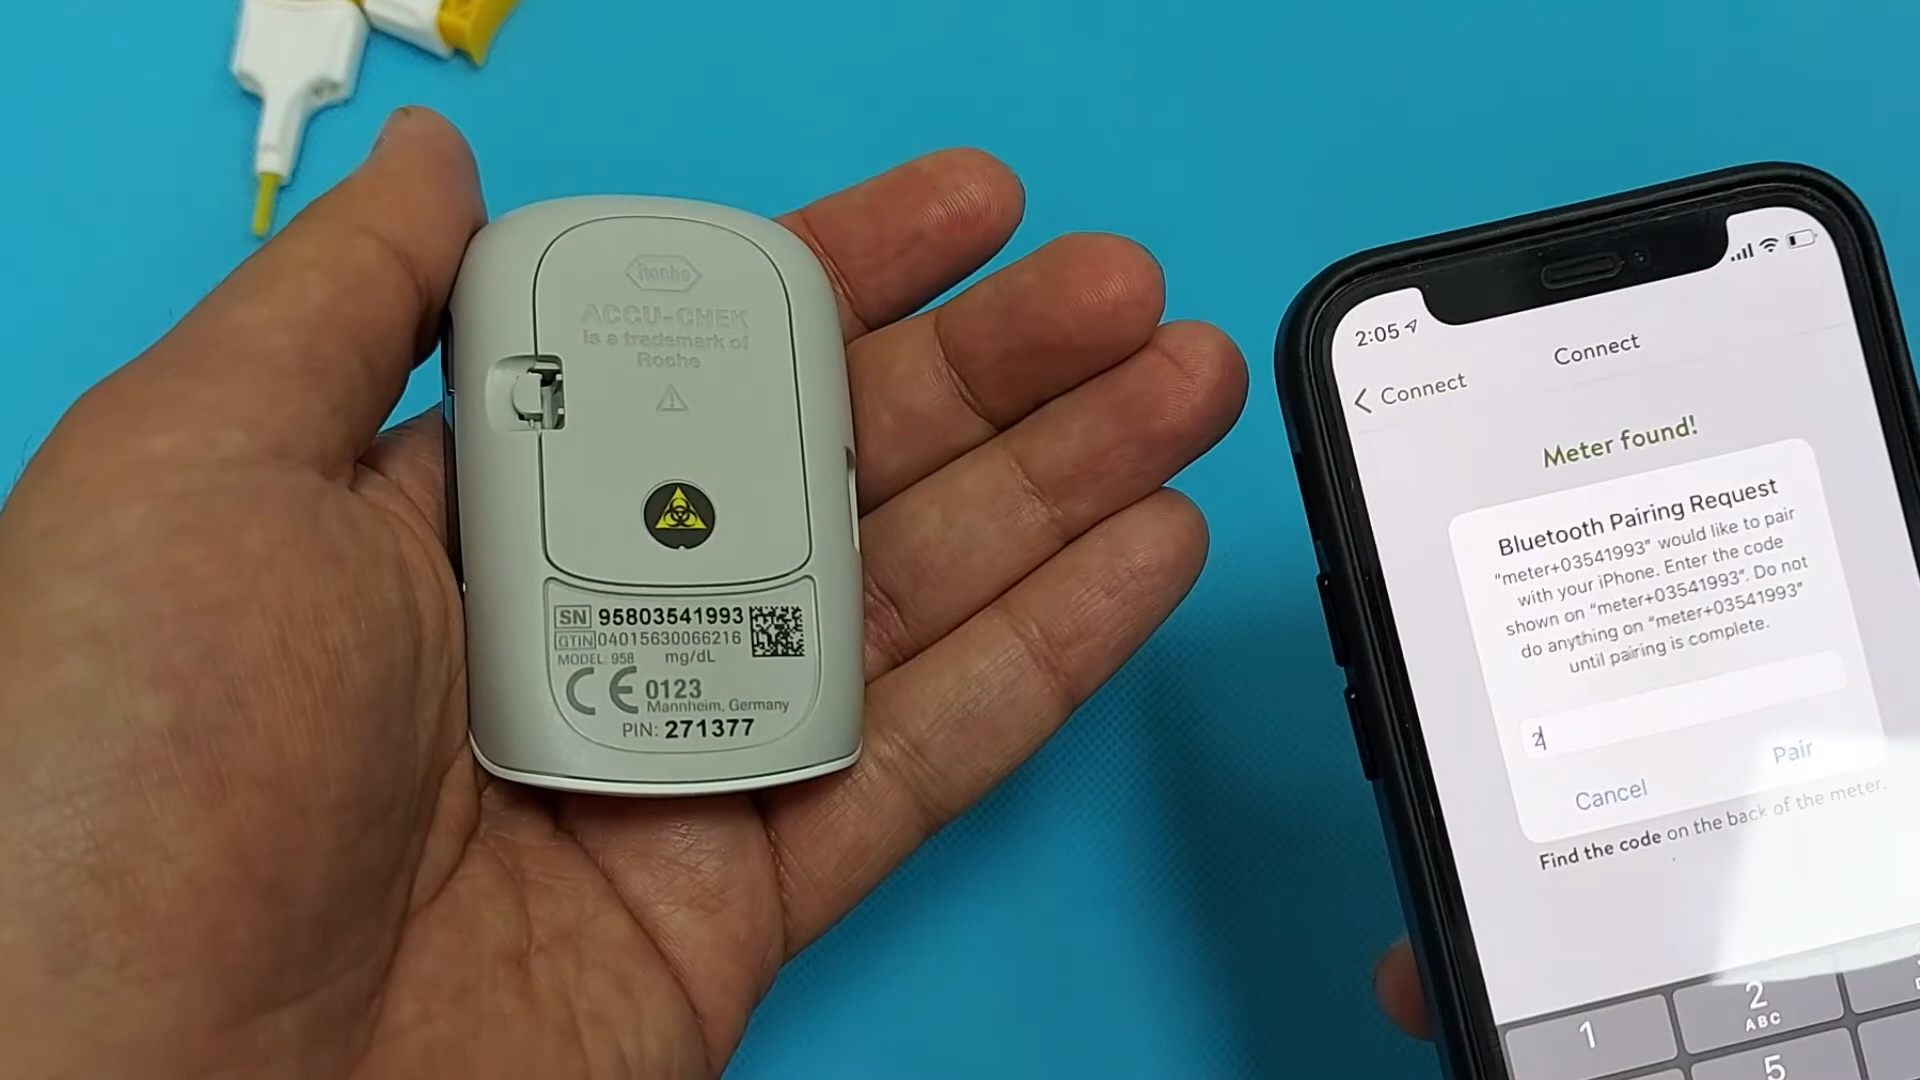 Roche
ACCU-CHEK
is a trademark of
Roche
SN 95803541993
GTIN 04015630066216
MODEL: 958 mg/dL
CE 0123
Mannheim, Germany
PIN: 271377
2:05
Connect
Connect
Meter found!
Bluetooth Pairing Request
"meter+03541993" would like to pair
with your iPhone. Enter the code
shown on "meter+03541993". Do not
do anything on "meter+03541993"
until pairing is complete.
2
Cancel Pair
Find the code on the back of the meter.
1 2
ABC
5